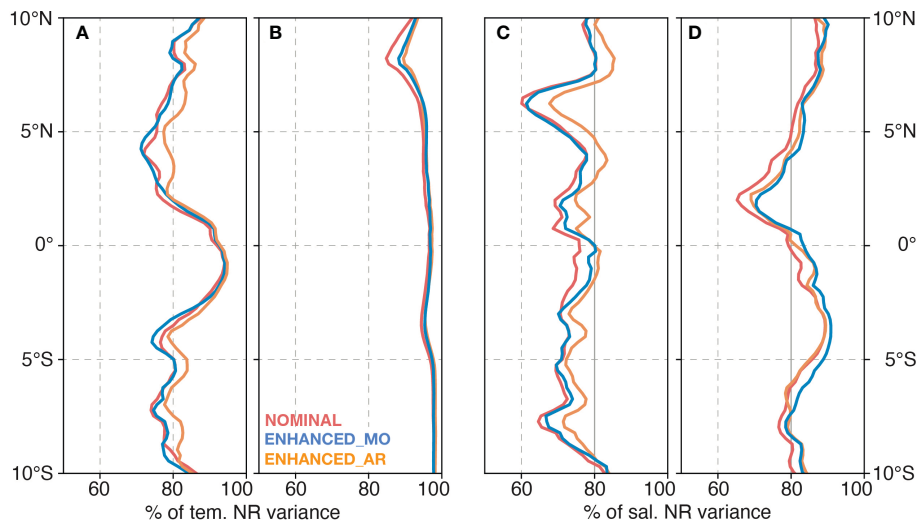 10°N
A
B
C
D
10°N
5°N
5°N
0°
0°
5°S
5°S
NOMINAL
ENHANCED_MO
ENHANCED_AR
10°S
10°S
60 80 100 60 80 100 60 80 100 60 80 100
% of tem. NR variance
% of sal. NR variance